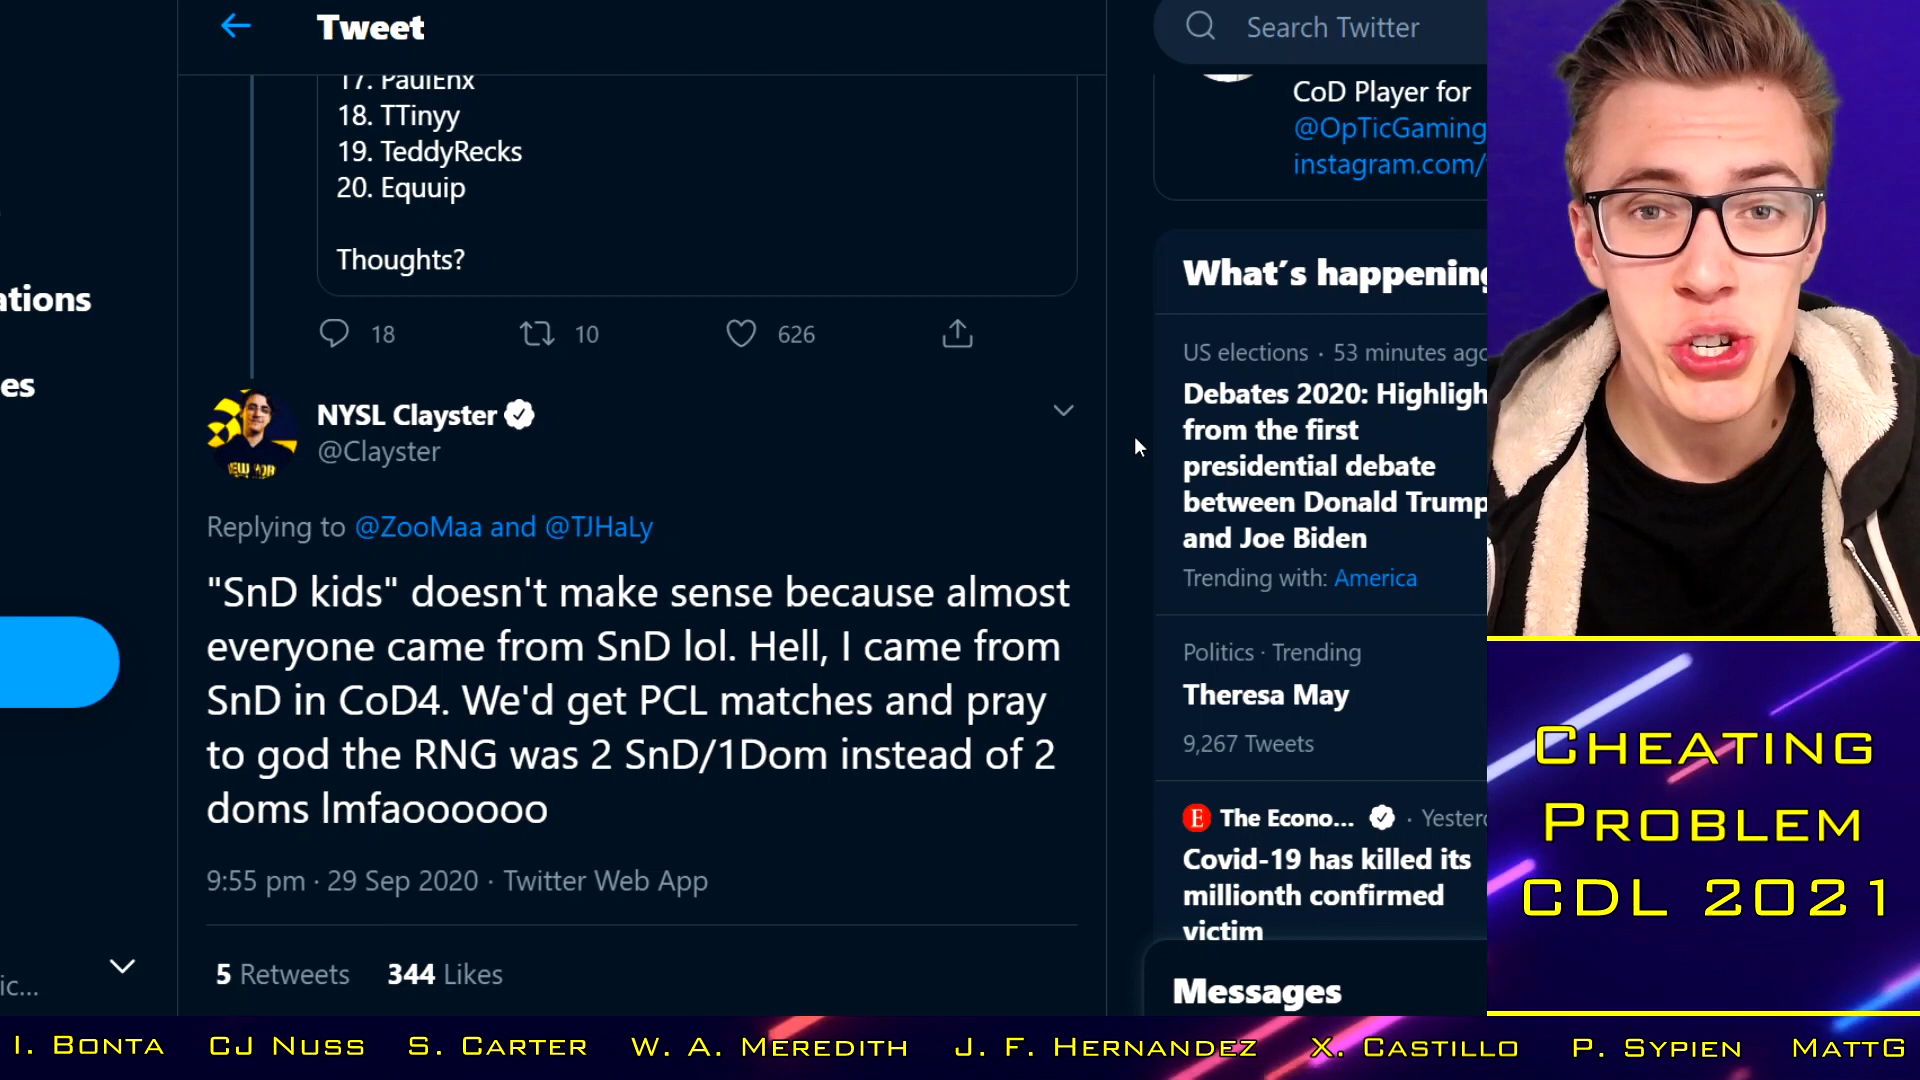 Tweet
Search Twitter
17. PaulEhx
18. TTinyy
19. TeddyRecks
20. Equuip
Thoughts?
18
10
626
NYSL Clayster
@Clayster
Replying to @ZooMaa and @TJHaLy
"SnD kids" doesn't make sense because almost
everyone came from SnD lol. Hell, I came from
SnD in CoD4. We'd get PCL matches and pray
to god the RNG was 2 SnD/1Dom instead of 2
doms lmfaoooooo
9:55 pm · 29 Sep 2020 · Twitter Web App
5 Retweets 344 Likes
ations
es
ic...
CoD Player for
@OpTicGaming
instagram.com/
What's happening
US elections · 53 minutes ago
Debates 2020: Highligh
from the first
presidential debate
between Donald Trump
and Joe Biden
Trending with: America
Politics · Trending
Theresa May
9,267 Tweets
The Econo... · Yester
Covid-19 has killed its
millionth confirmed
victim
Messages
NEW YOR
CHEATING
PROBLEM
CDL 2021
I. BONTA CJ NUSS S. CARTER W. A. MEREDITH J. F. HERNANDEZ X. CASTILLO P. SYPIEN MATTG